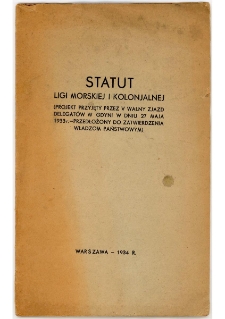 STATUT
LIGI MORSKIEJ I KOLONJALNEJ
(PROJEKT PRZYJĘTY PRZEZ V WALNY ZJAZD
DELEGATÓW W GDYNI W DNIU 27 MAJA
1935 r.—PRZEDŁOŻONY DO ZATWIERDZENIA
WŁADZOM PAŃSTWOWYM)
WARSZAWA — 1934 R.